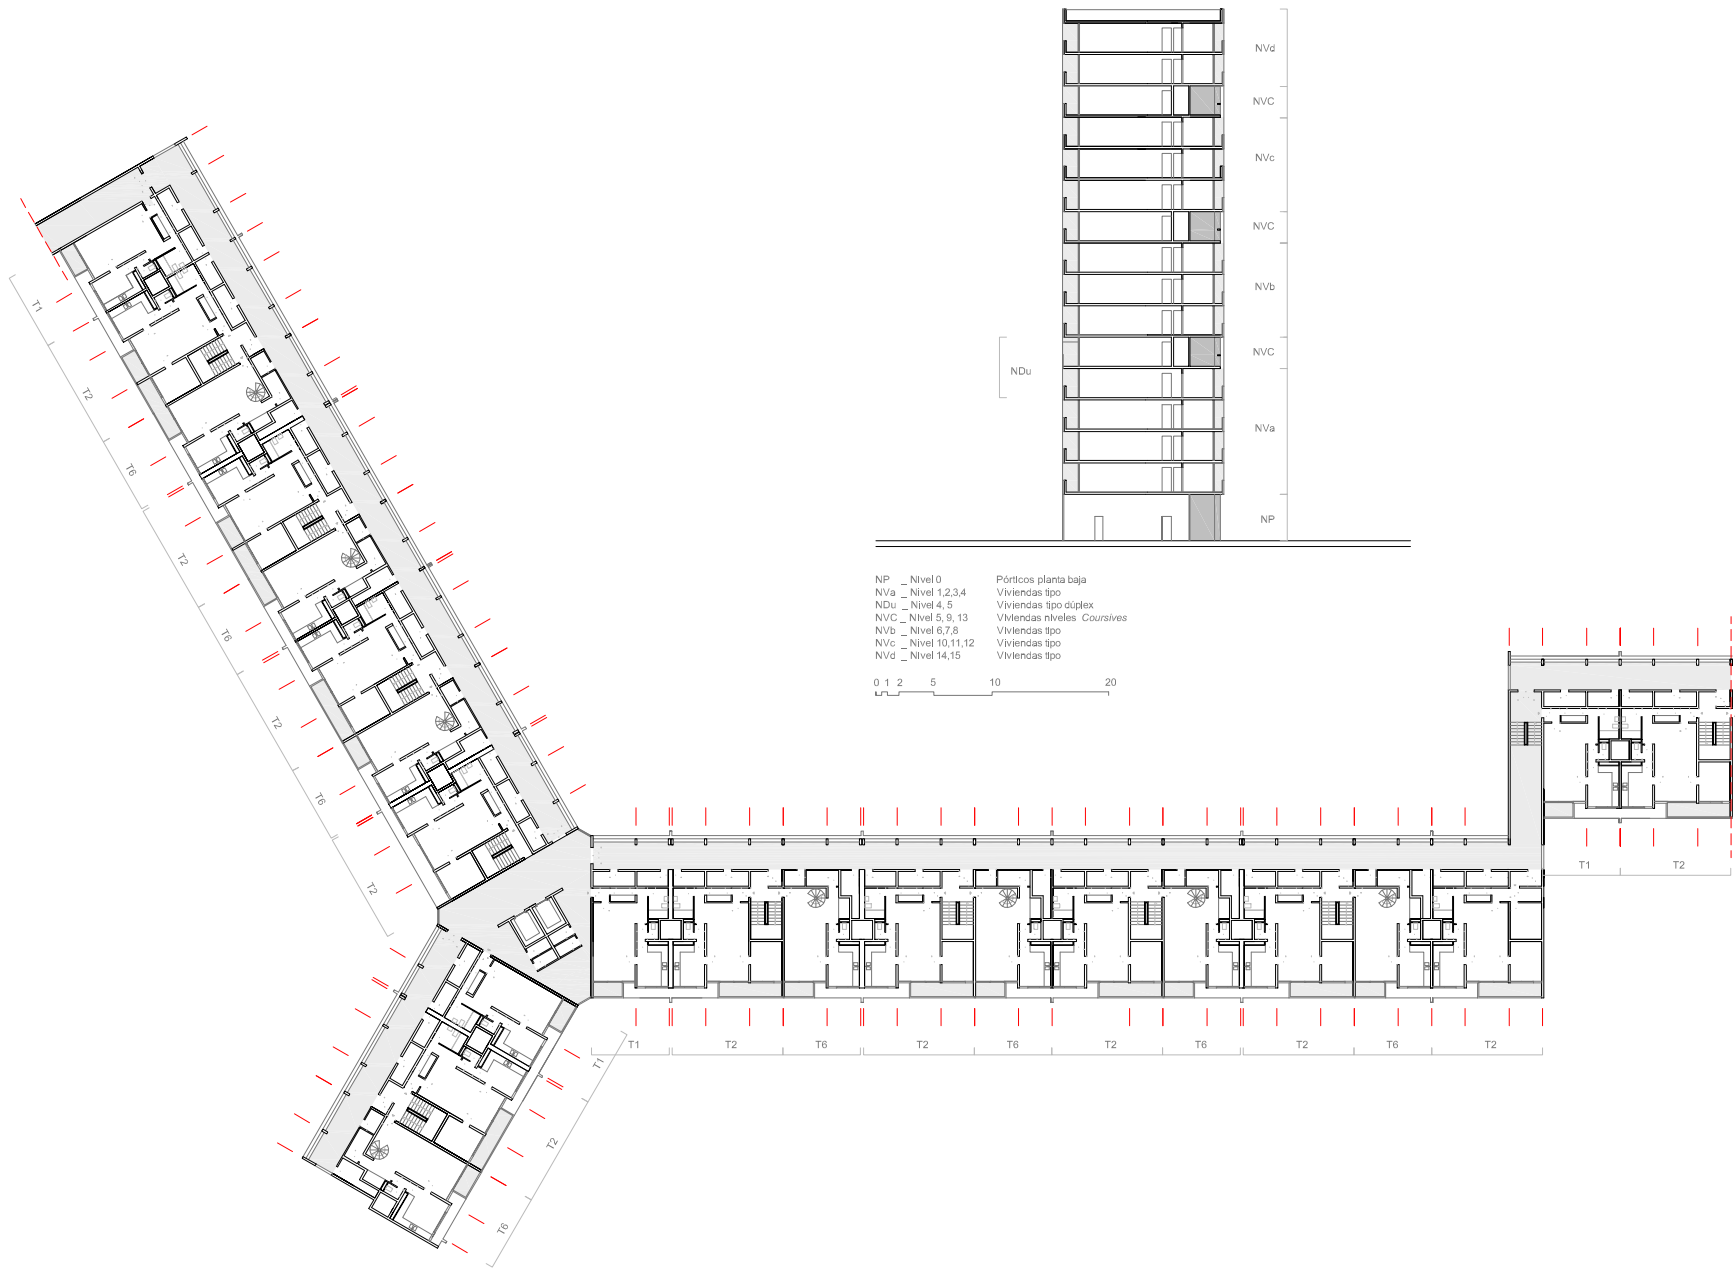 NVd
NVC
NVc
NVC
NVb
NVC
NDu
NVa
NP
NP _ Nivel 0 Pórticos planta baja
NVa _ Nivel 1,2,3,4 Viviendas tipo
NDu _ Nivel 4, 5 Viviendas tipo dúplex
NVC _ Nivel 5, 9, 13 Viviendas niveles Coursives
NVb _ Nivel 6,7,8 Viviendas tipo
NVc _ Nivel 10,11,12 Viviendas tipo
NVd _ Nivel 14,15 Viviendas tipo
0 1 2 5 10 20
T1
T2
T6
T2
T6
T2
T6
T2
T1 T2
T1 T2 T6 T2 T6 T2 T6 T2 T6 T2
T1
T2
T6